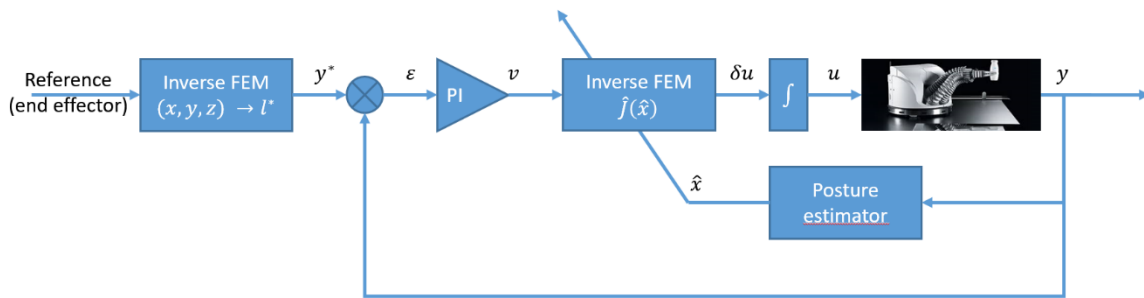 Reference
(end effector)
Inverse FEM
(x, y, z) → l*
y*
ε
PI
v
Inverse FEM
Ĵ(x̂)
δu
∫
u
y
x̂
Posture
estimator